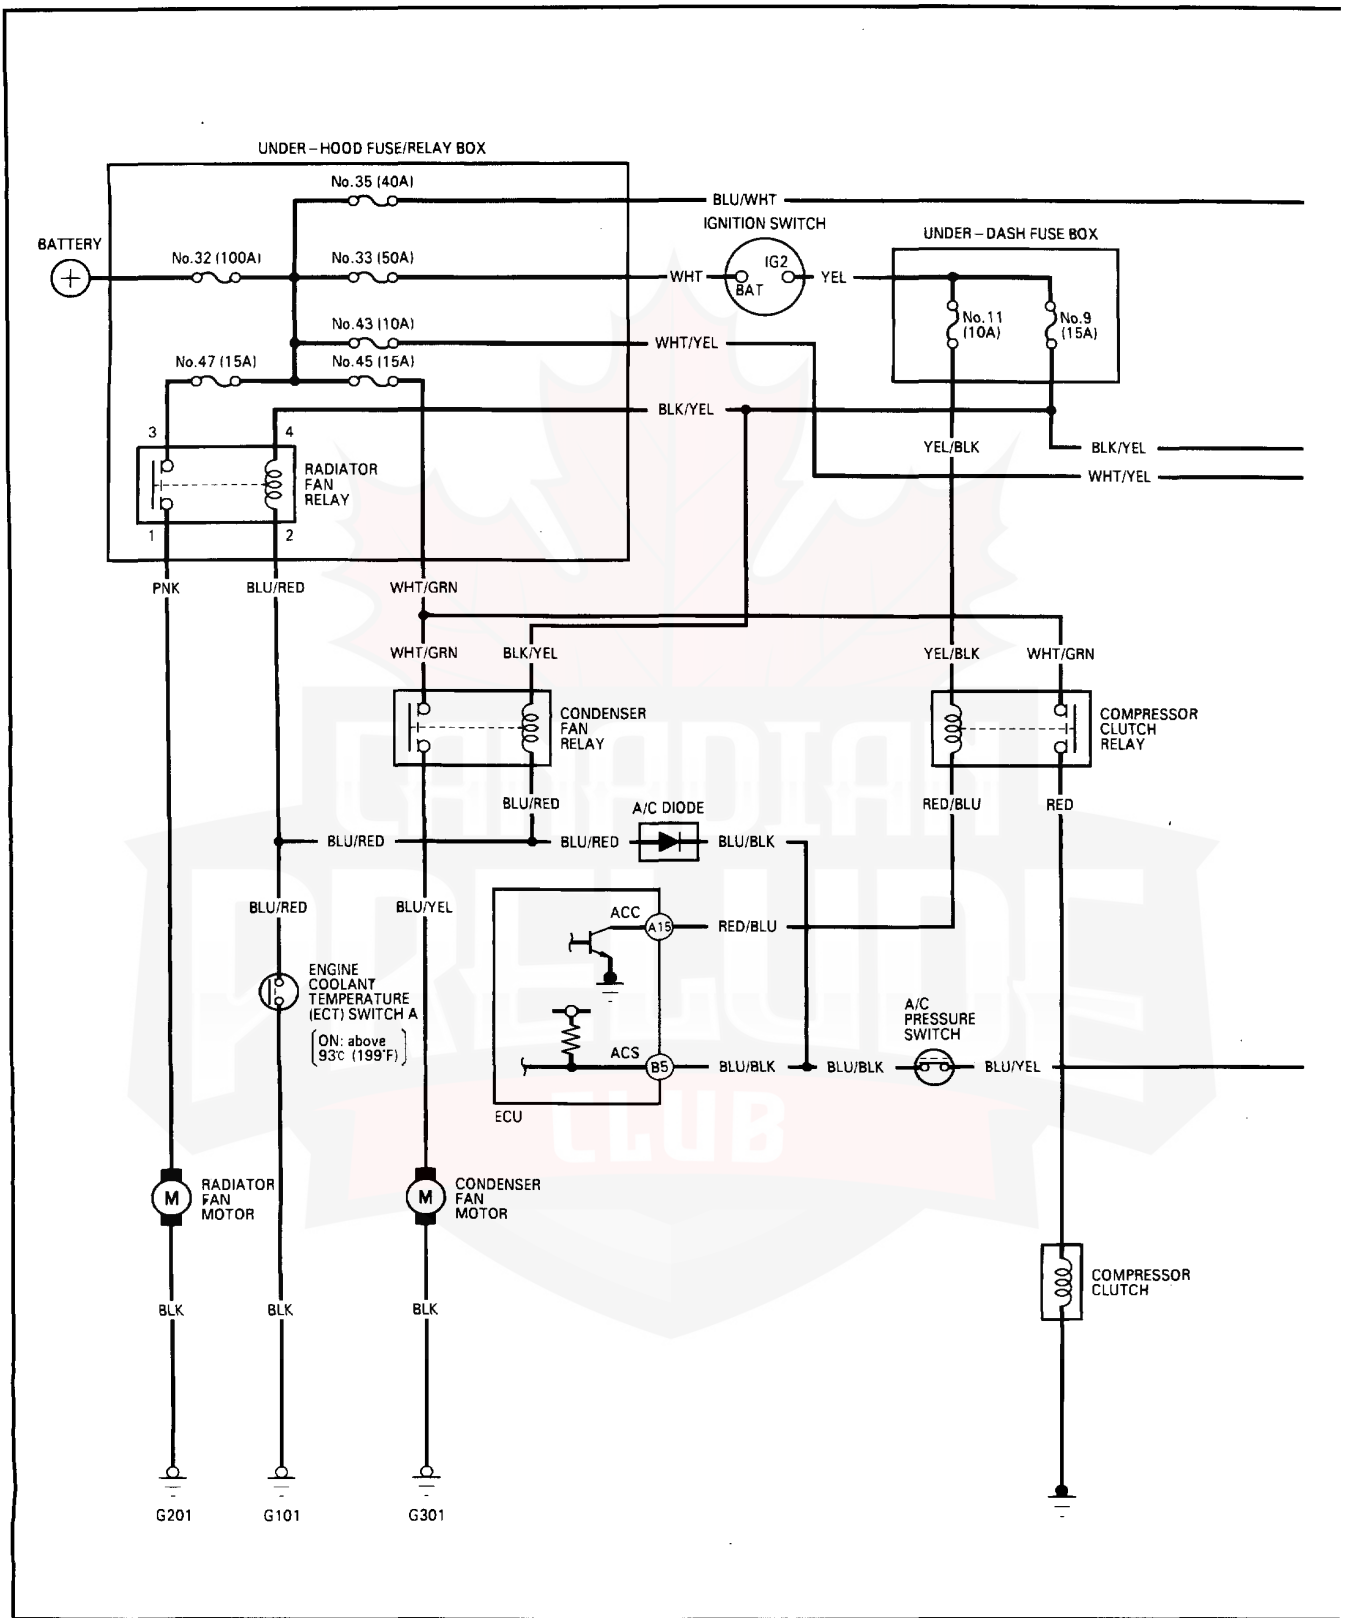 UNDER-HOOD FUSE/RELAY BOX
No.35 (40A)
BLU/WHT
IGNITION SWITCH
UNDER-DASH FUSE BOX
BATTERY
No.32 (100A)
No.33 (50A)
WHT
BAT
IG2
YEL
No.11
(10A)
No.9
(15A)
No.43 (10A)
WHT/YEL
No.47 (15A)
No.45 (15A)
BLK/YEL
3
4
YEL/BLK
BLK/YEL
WHT/YEL
RADIATOR
FAN
RELAY
1
2
PNK
BLU/RED
WHT/GRN
WHT/GRN
BLK/YEL
YEL/BLK
WHT/GRN
CONDENSER
FAN
RELAY
COMPRESSOR
CLUTCH
RELAY
BLU/RED
A/C DIODE
RED/BLU
RED
BLU/RED
BLU/RED
BLU/BLK
BLU/RED
BLU/YEL
ACC
A15
RED/BLU
ENGINE
COOLANT
TEMPERATURE
(ECT) SWITCH A
ON: above
93℃ (199°F)
A/C
PRESSURE
SWITCH
ACS
B5
BLU/BLK
BLU/BLK
BLU/YEL
ECU
CANADIAN
PRELUDE
CLUB
M
RADIATOR
FAN
MOTOR
M
CONDENSER
FAN
MOTOR
COMPRESSOR
CLUTCH
BLK
BLK
BLK
G201
G101
G301